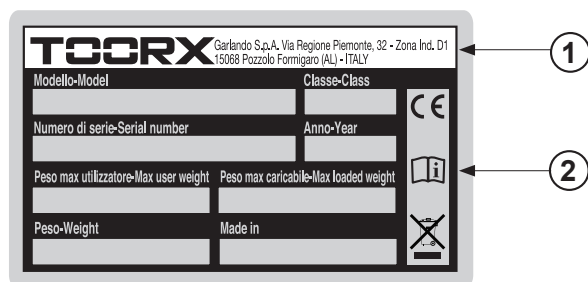 TOORX
Garlando S.p.A. Via Regione Piemonte, 32 - Zona Ind. D1
15068 Pozzolo Formigaro (AL) - ITALY
1
Modello-Model
Classe-Class
CE
Numero di serie-Serial number
Anno-Year
i
2
Peso max utilizzatore-Max user weight
Peso max caricabile-Max loaded weight
Peso-Weight
Made in